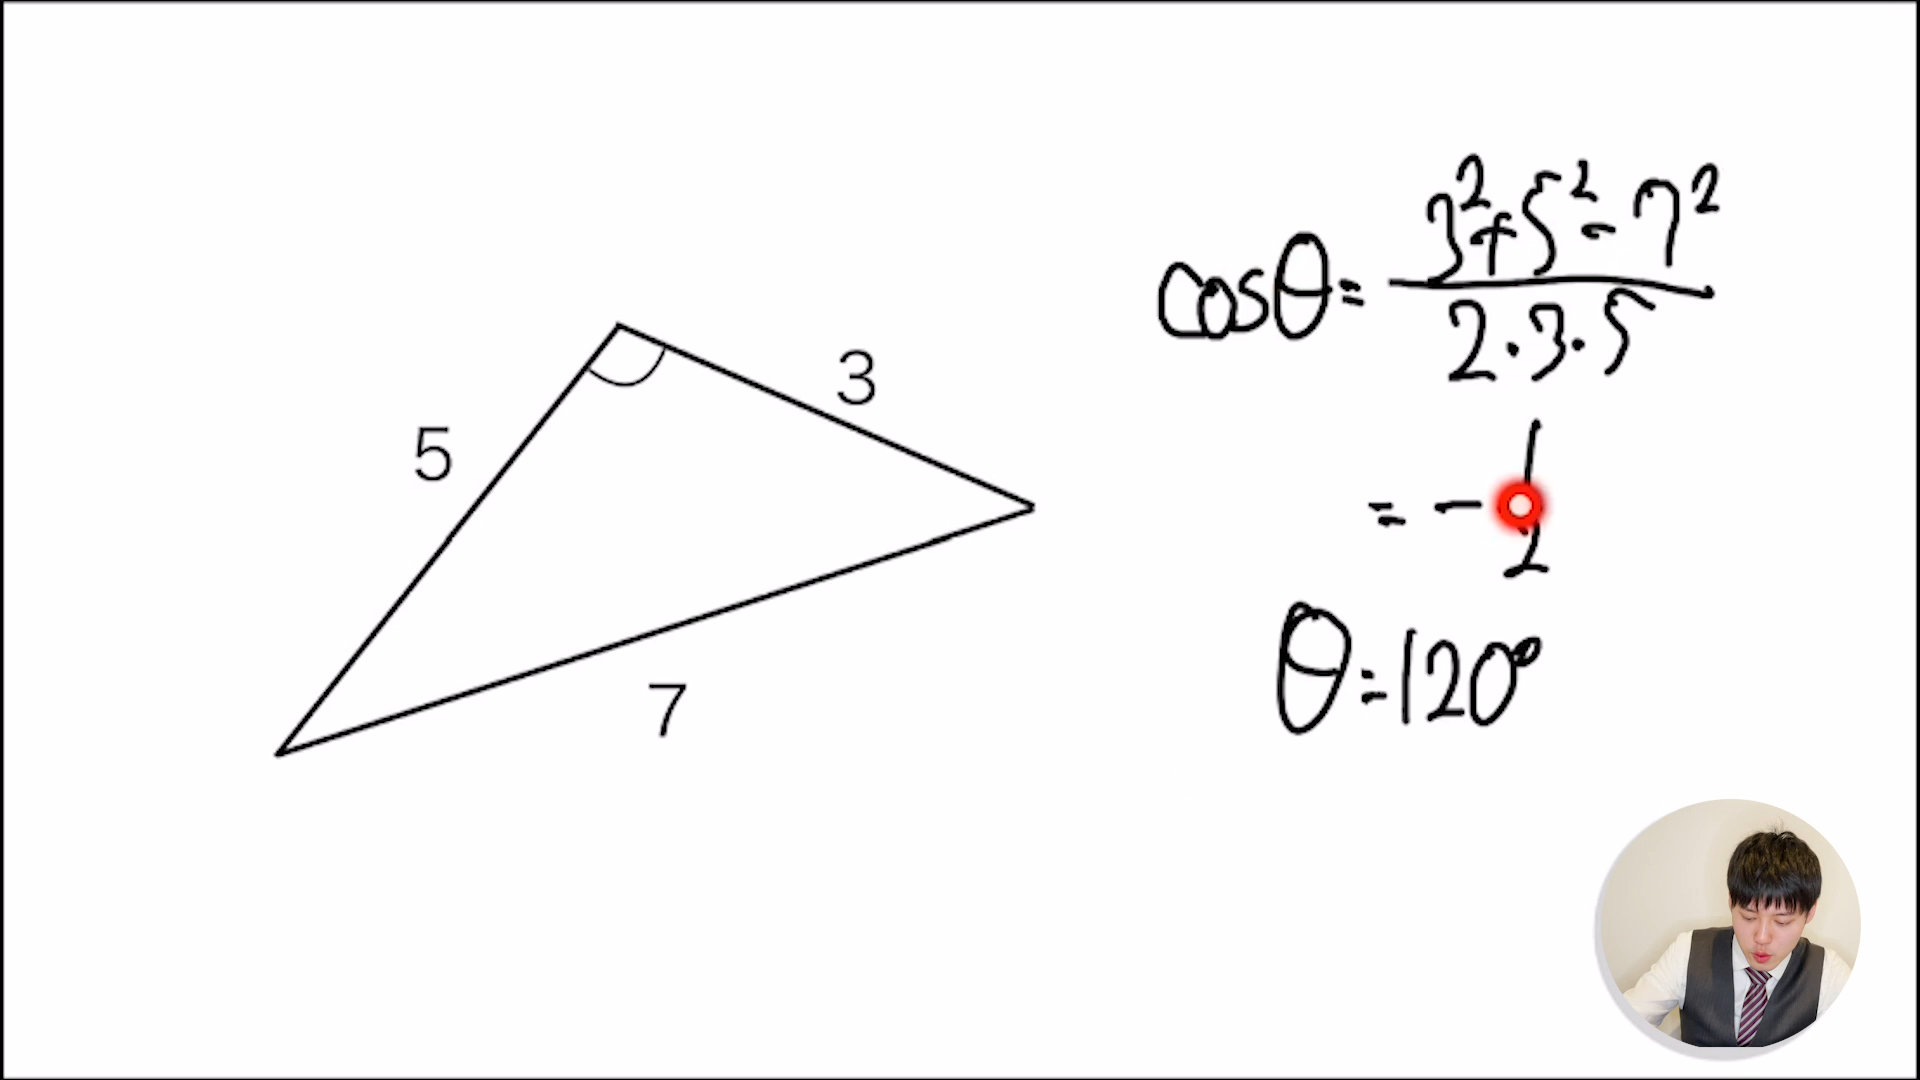 5
3
7
cosθ = 3²+5²-7²
2・3・5
= - 1
2
θ=120°